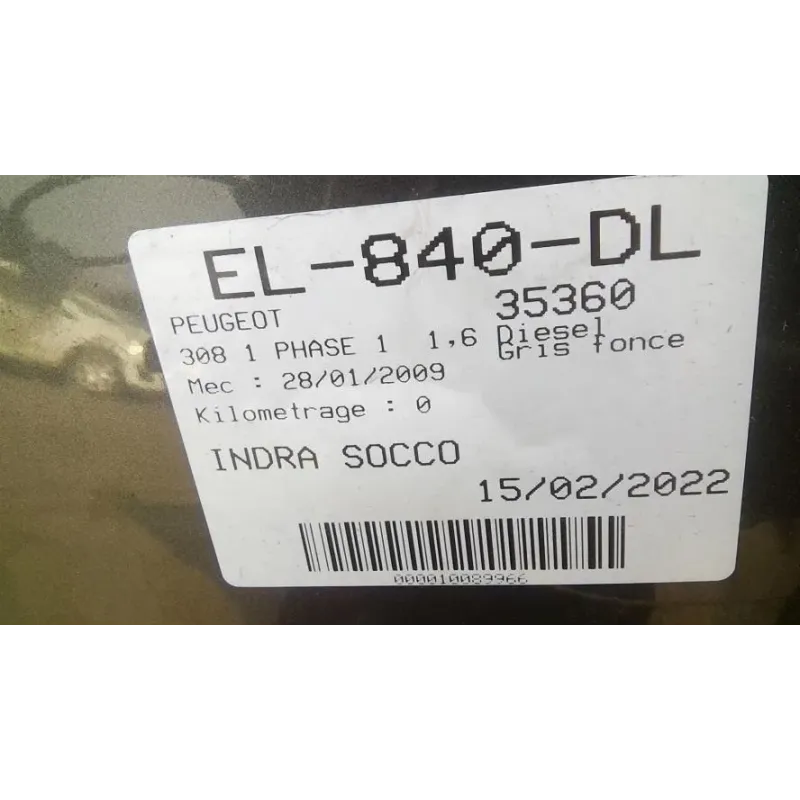 EL-840-DL
PEUGEOT 35360
308 1 PHASE 1 1,6 Diesel
Gris fonce
Mec : 28/01/2009
Kilometrage : 0
INDRA SOCCO
15/02/2022
000010089966